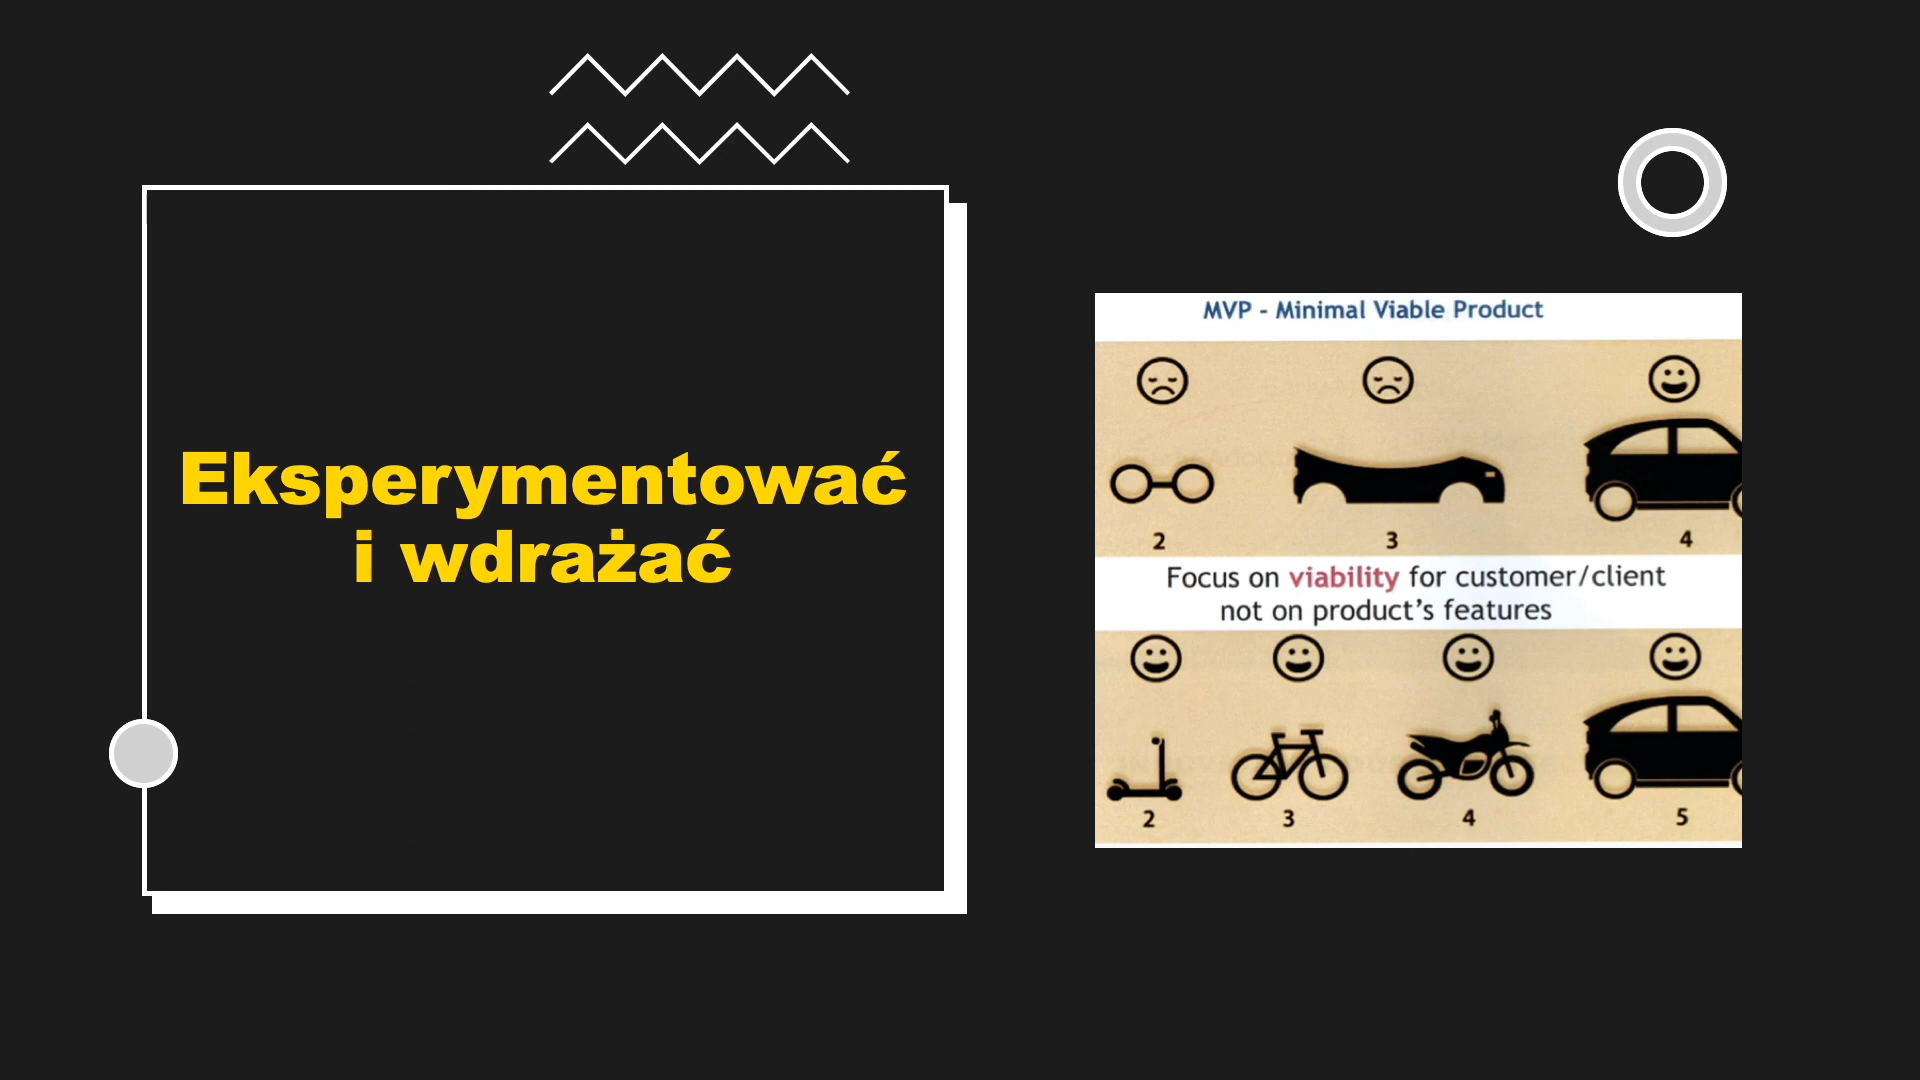 Eksperymentować
i wdrażać
MVP - Minimal Viable Product
2 3 4
Focus on viability for customer/client
not on product's features
2 3 4 5